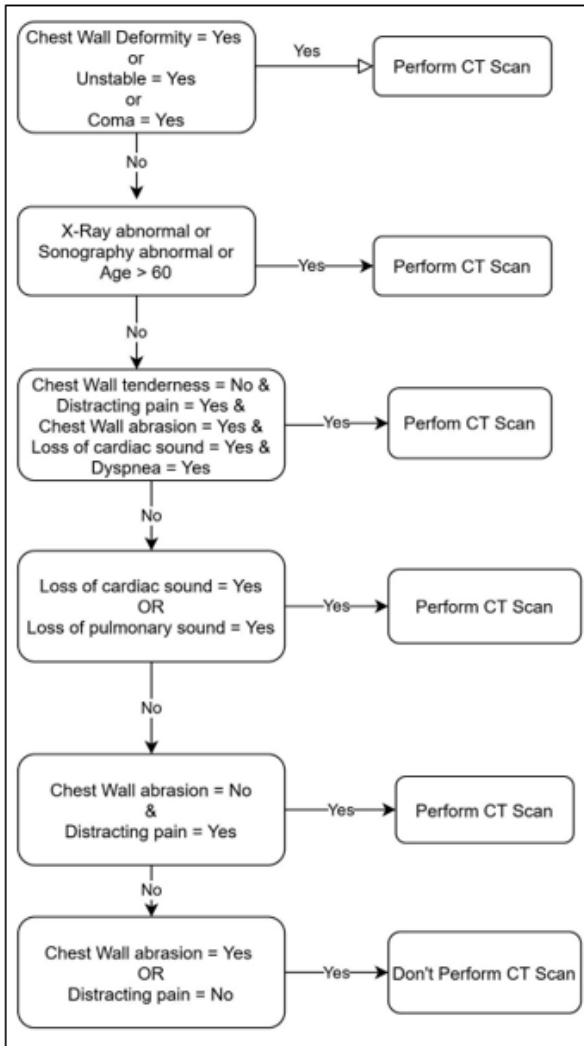 Chest Wall Deformity = Yes
or
Unstable = Yes
or
Coma = Yes
Yes
Perform CT Scan
No
X-Ray abnormal or
Sonography abnormal or
Age > 60
Yes
Perform CT Scan
No
Chest Wall tenderness = No &
Distracting pain = Yes &
Chest Wall abrasion = Yes &
Loss of cardiac sound = Yes &
Dyspnea = Yes
Yes
Perfom CT Scan
No
Loss of cardiac sound = Yes
OR
Loss of pulmonary sound = Yes
Yes
Perform CT Scan
No
Chest Wall abrasion = No
&
Distracting pain = Yes
Yes
Perform CT Scan
No
Chest Wall abrasion = Yes
OR
Distracting pain = No
Yes
Don't Perform CT Scan